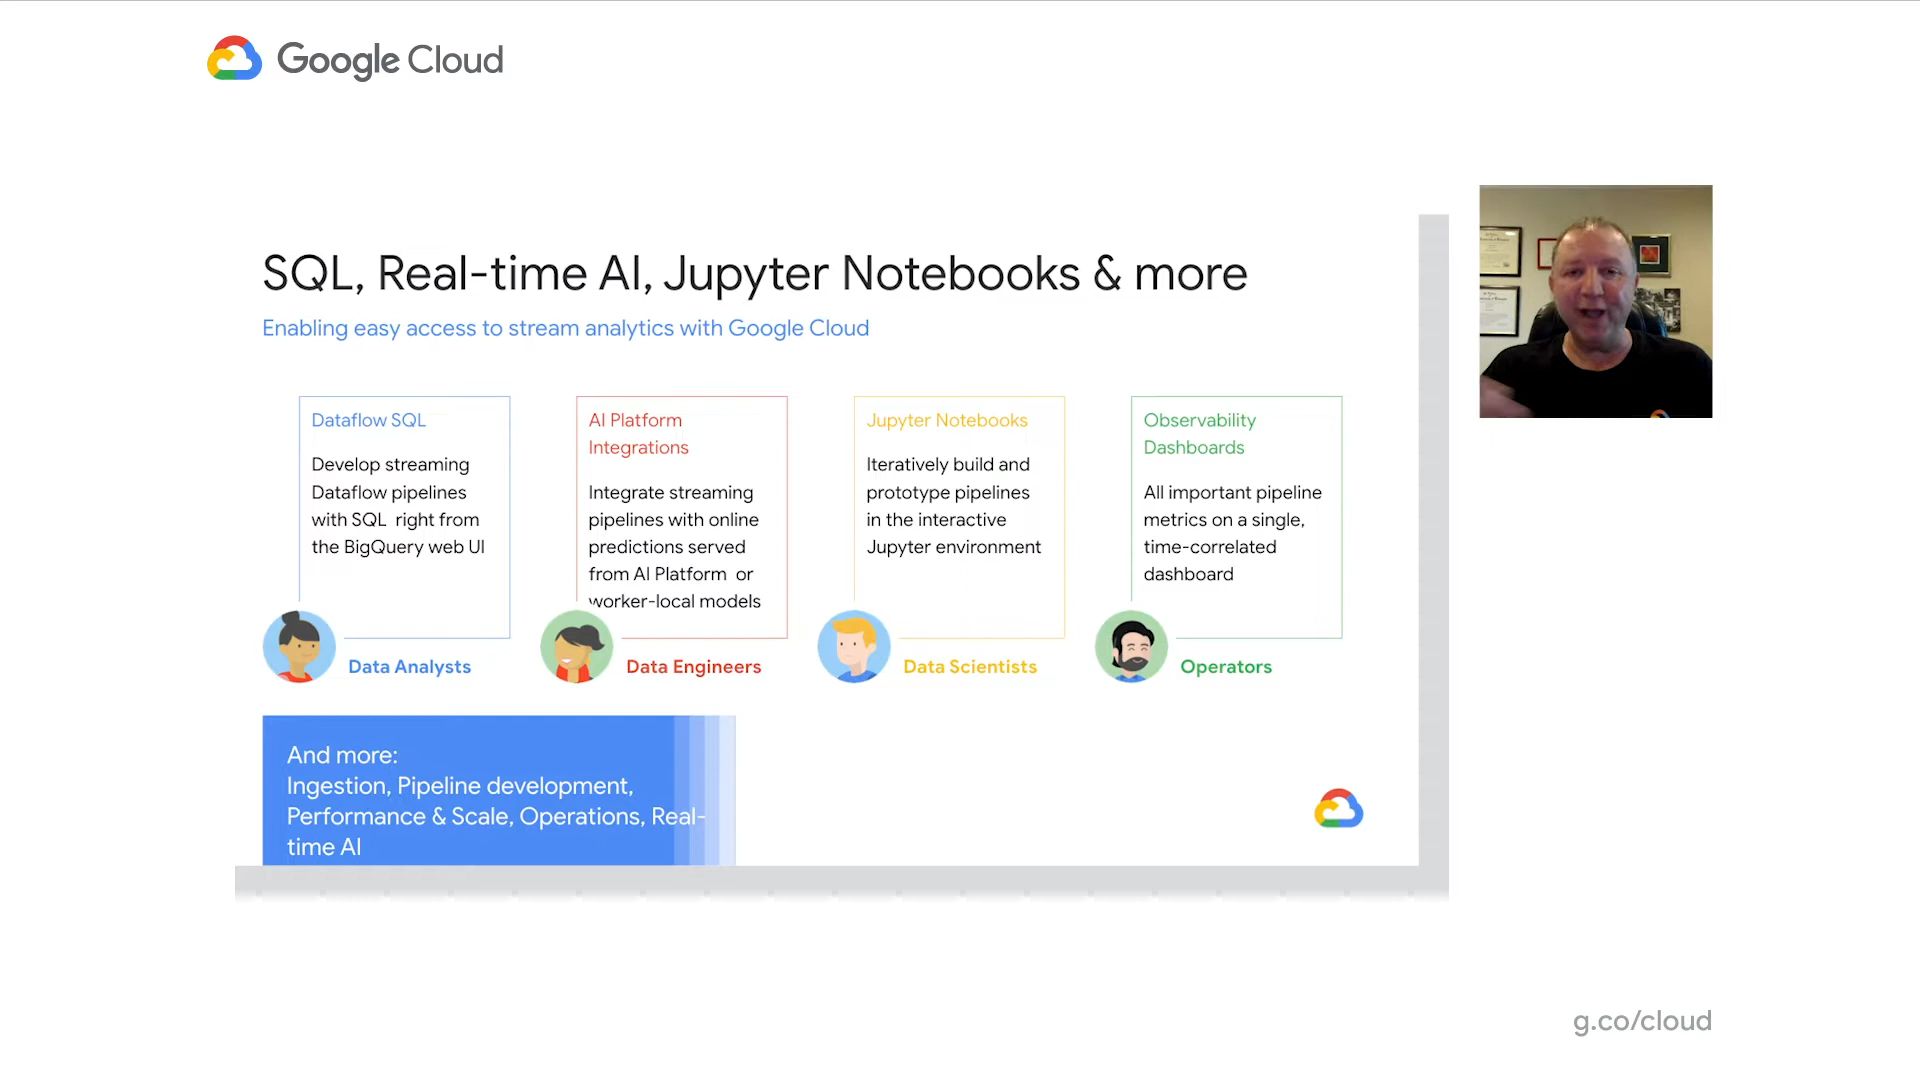 Google Cloud
SQL, Real-time AI, Jupyter Notebooks & more
Enabling easy access to stream analytics with Google Cloud
Dataflow SQL
Develop streaming
Dataflow pipelines
with SQL right from
the BigQuery web UI
Data Analysts
AI Platform
Integrations
Integrate streaming
pipelines with online
predictions served
from AI Platform or
worker-local models
Data Engineers
Jupyter Notebooks
Iteratively build and
prototype pipelines
in the interactive
Jupyter environment
Data Scientists
Observability
Dashboards
All important pipeline
metrics on a single,
time-correlated
dashboard
Operators
And more:
Ingestion, Pipeline development,
Performance & Scale, Operations, Real-
time AI
g.co/cloud